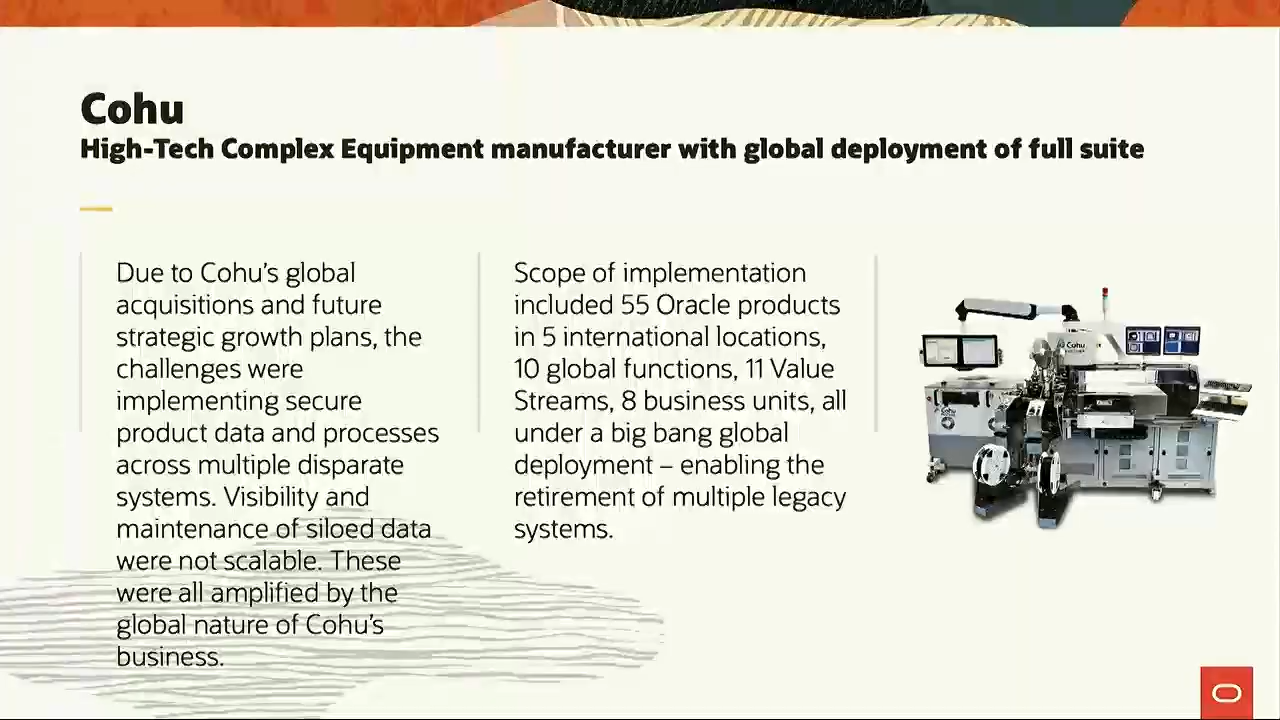 Cohu
High-Tech Complex Equipment manufacturer with global deployment of full suite
Due to Cohu’s global
acquisitions and future
strategic growth plans, the
challenges were
implementing secure
product data and processes
across multiple disparate
systems. Visibility and
maintenance of siloed data
were not scalable. These
were all amplified by the
global nature of Cohu’s
business.
Scope of implementation
included 55 Oracle products
in 5 international locations,
10 global functions, 11 Value
Streams, 8 business units, all
under a big bang global
deployment – enabling the
retirement of multiple legacy
systems.
Cohu
Cohu